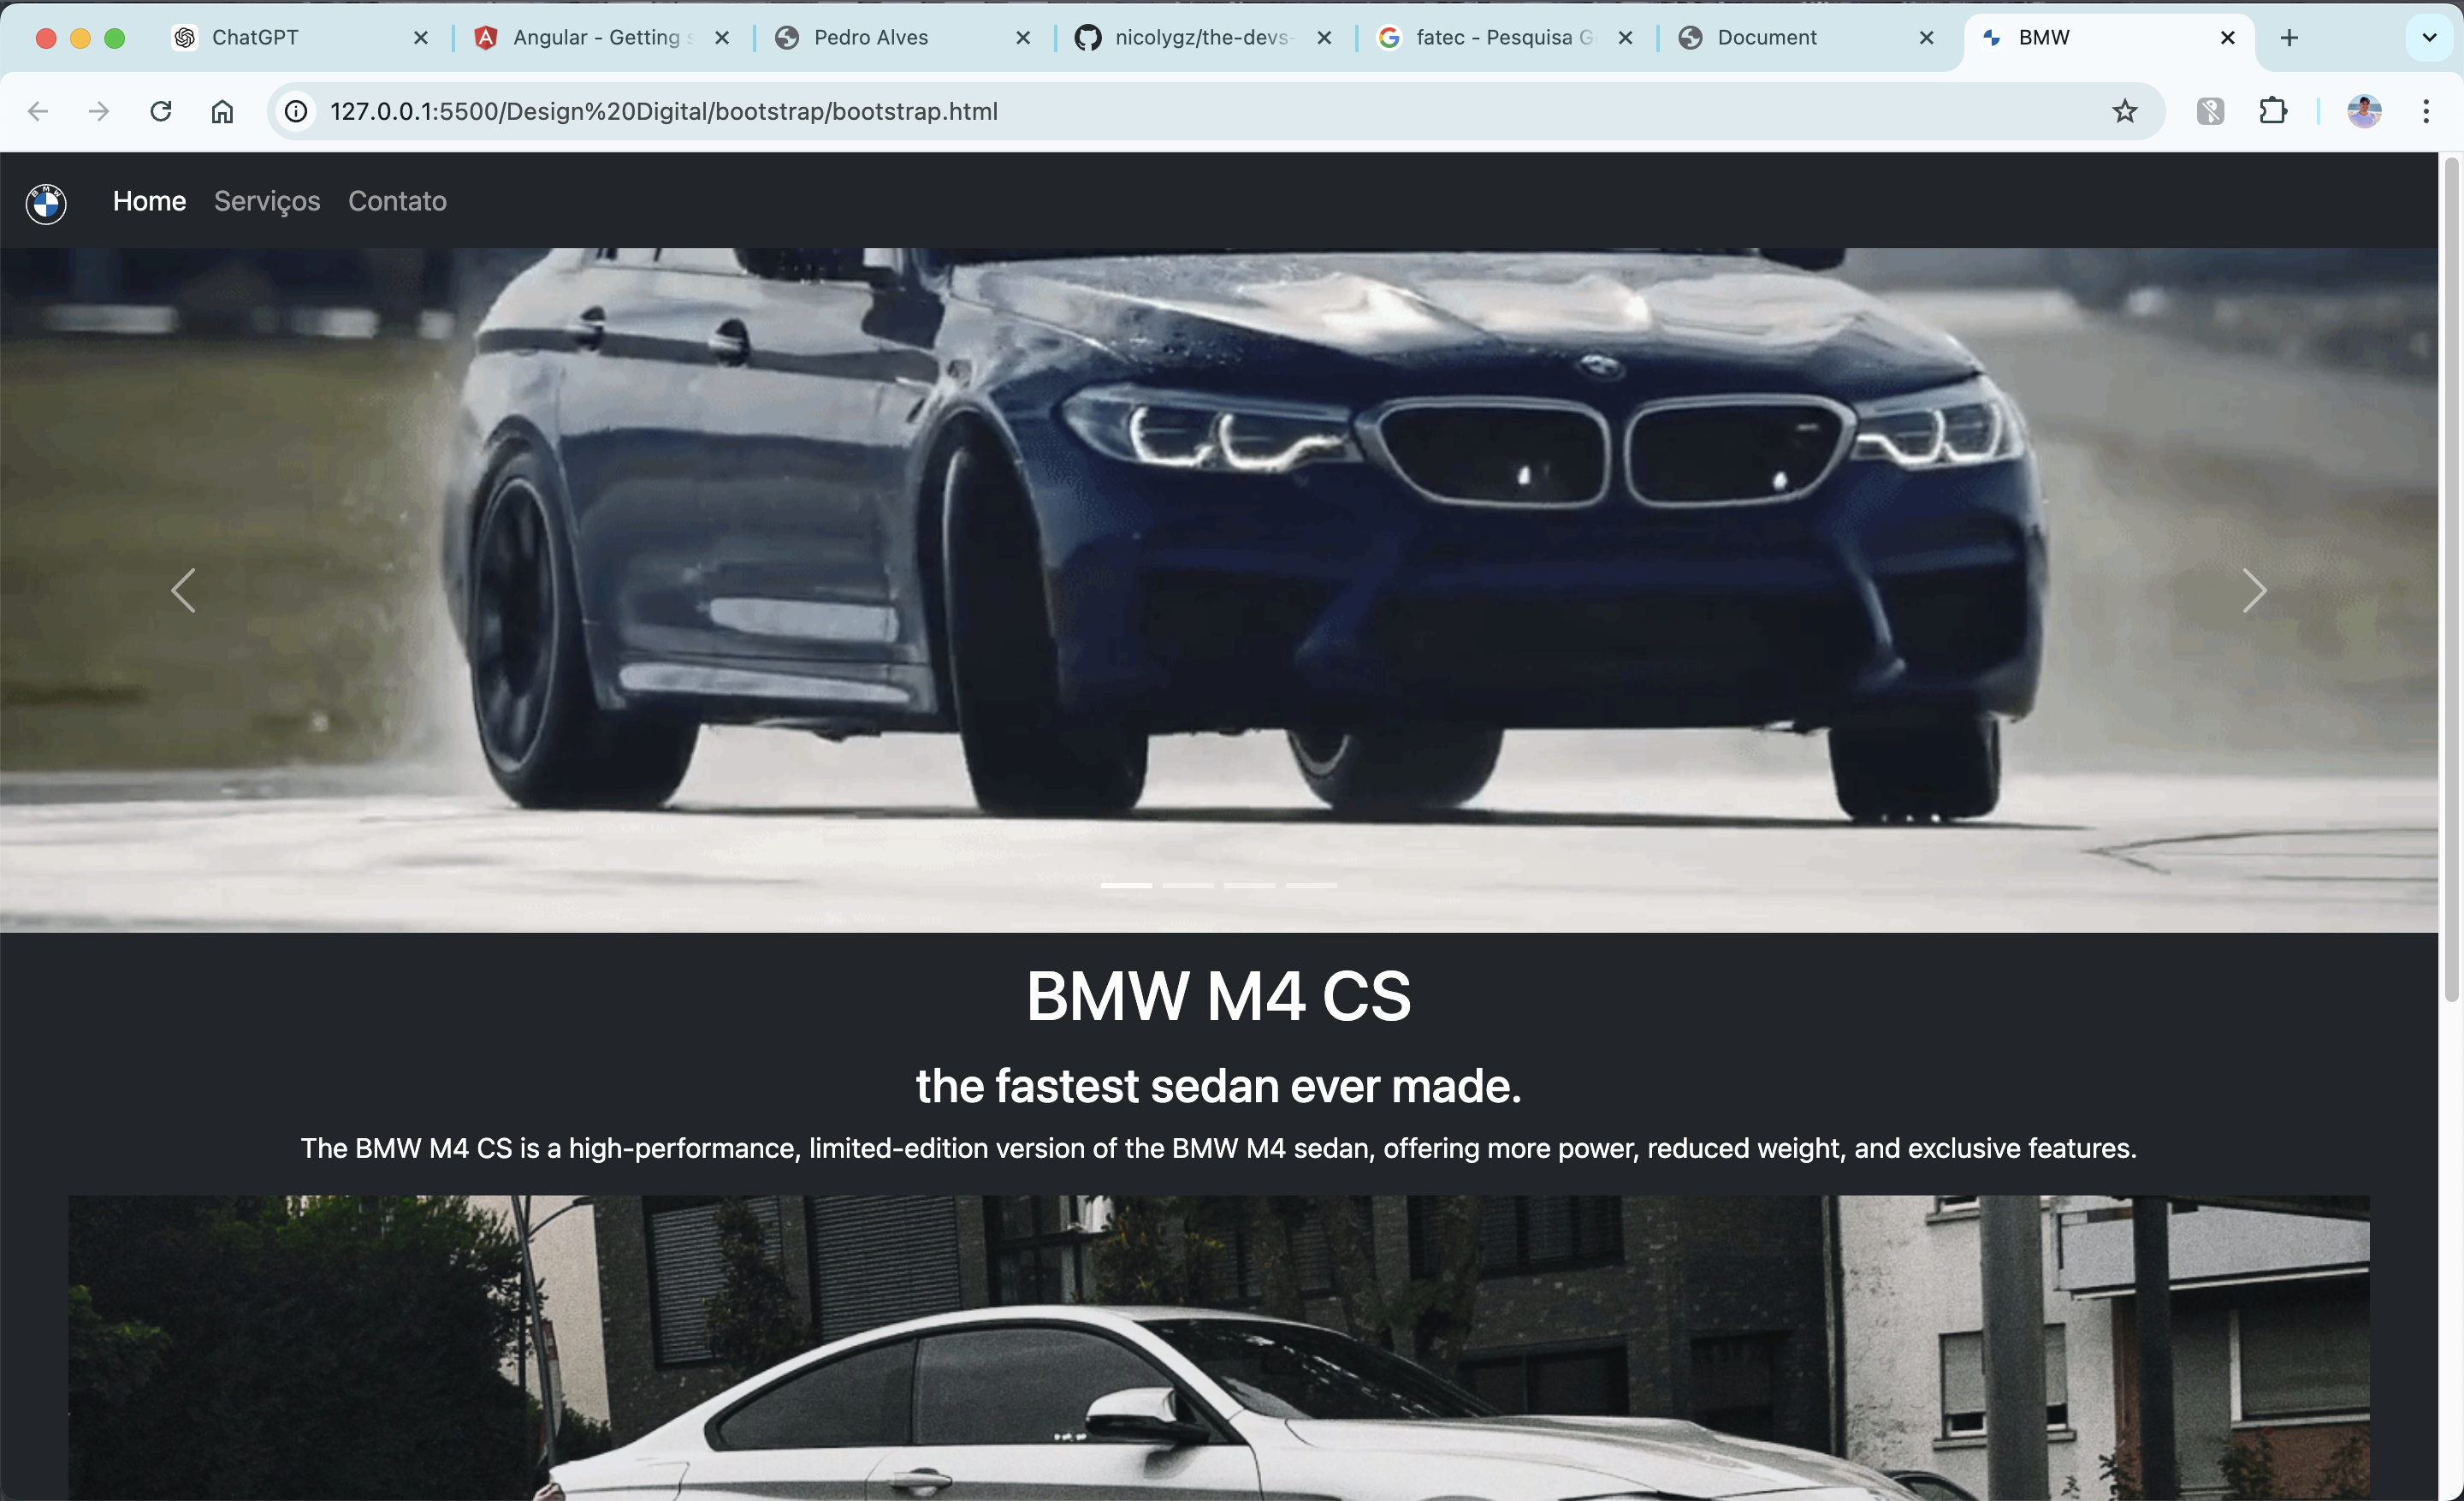 ChatGPT
Angular - Getting s
Pedro Alves
nicolygz/the-devs-
fatec - Pesquisa G
Document
BMW
127.0.0.1:5500/Design%20Digital/bootstrap/bootstrap.html
BMW
Home Serviços Contato
BMW M4 CS
the fastest sedan ever made.
The BMW M4 CS is a high-performance, limited-edition version of the BMW M4 sedan, offering more power, reduced weight, and exclusive features.